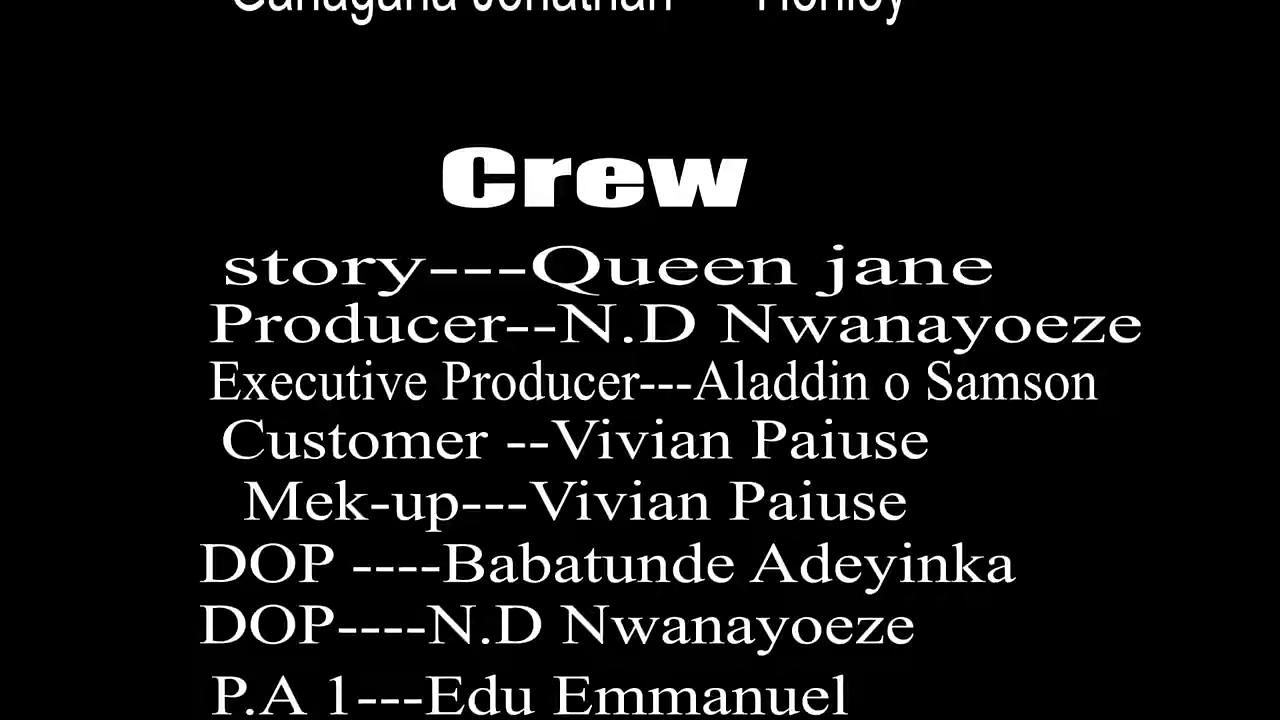 Jonathan
Crew
story---Queen jane
Producer--N.D Nwanayoeze
Executive Producer---Aladdin o Samson
Customer --Vivian Paiuse
Mek-up---Vivian Paiuse
DOP ----Babatunde Adeyinka
DOP----N.D Nwanayoeze
P.A 1---Edu Emmanuel